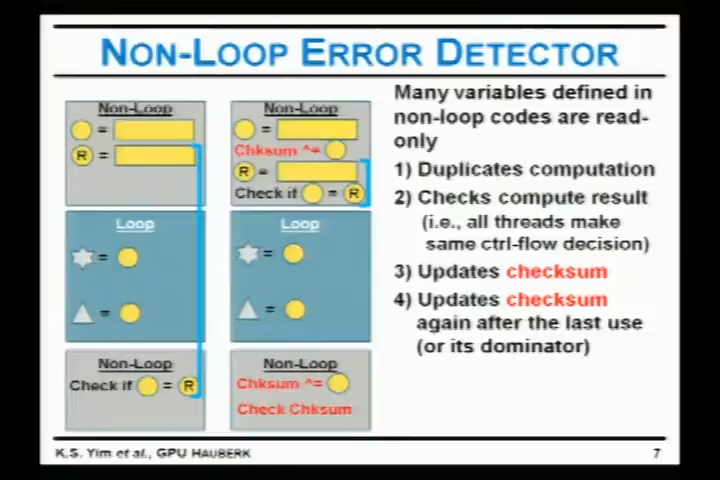 NON-LOOP ERROR DETECTOR
Non-Loop
=
R =
Loop
=
=
Non-Loop
Check if = R
Non-Loop
=
Chksum ^=
R =
Check if = R
Loop
=
=
Non-Loop
Chksum ^=
Check Chksum
Many variables defined in
non-loop codes are read-
only
1) Duplicates computation
2) Checks compute result
(i.e., all threads make
same ctrl-flow decision)
3) Updates checksum
4) Updates checksum
again after the last use
(or its dominator)
K.S. Yim et al., GPU HAUBERK
7